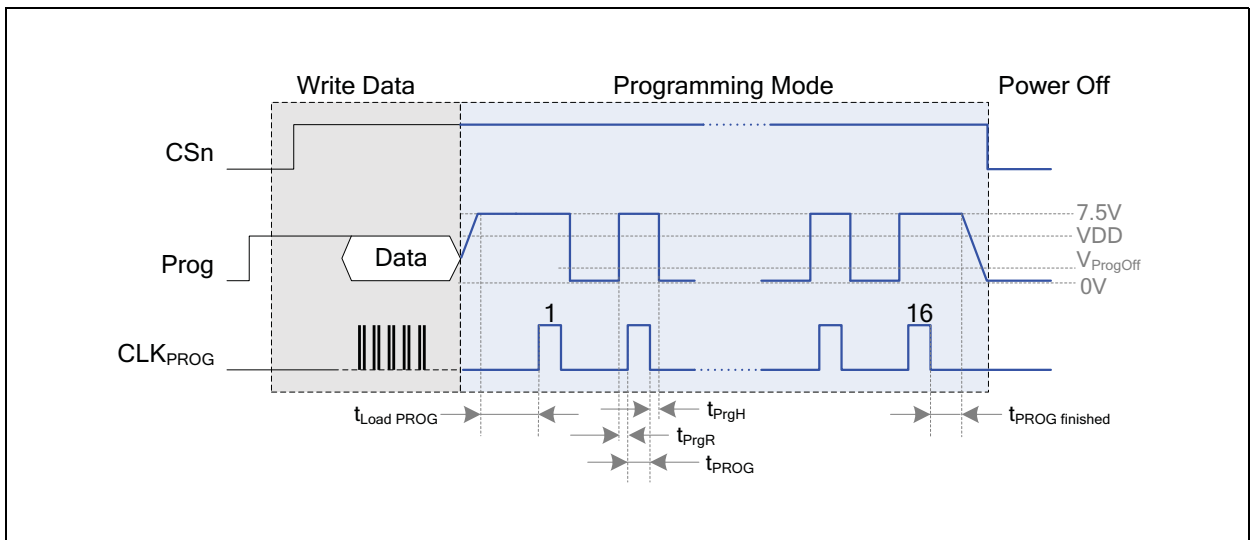 Write Data Programming Mode Power Off
CSn
7.5V
VDD
Prog Data
VProgOff
0V
1 16
CLKPROG
tLoad PROG tPrgH tPROG finished
tPrgR
tPROG